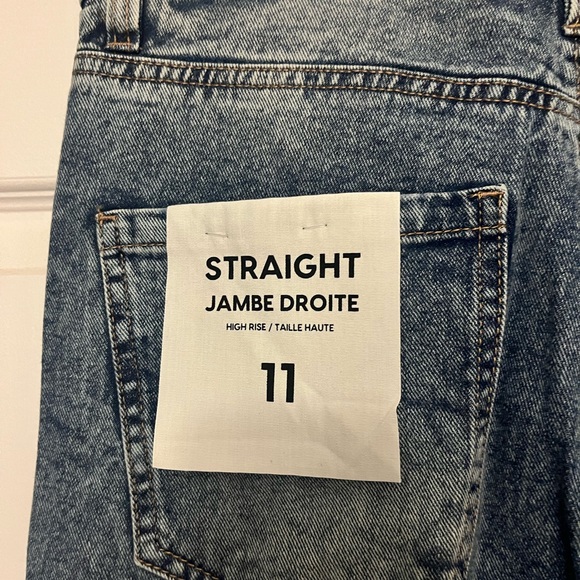 STRAIGHT
JAMBE DROITE
HIGH RISE / TAILLE HAUTE
11